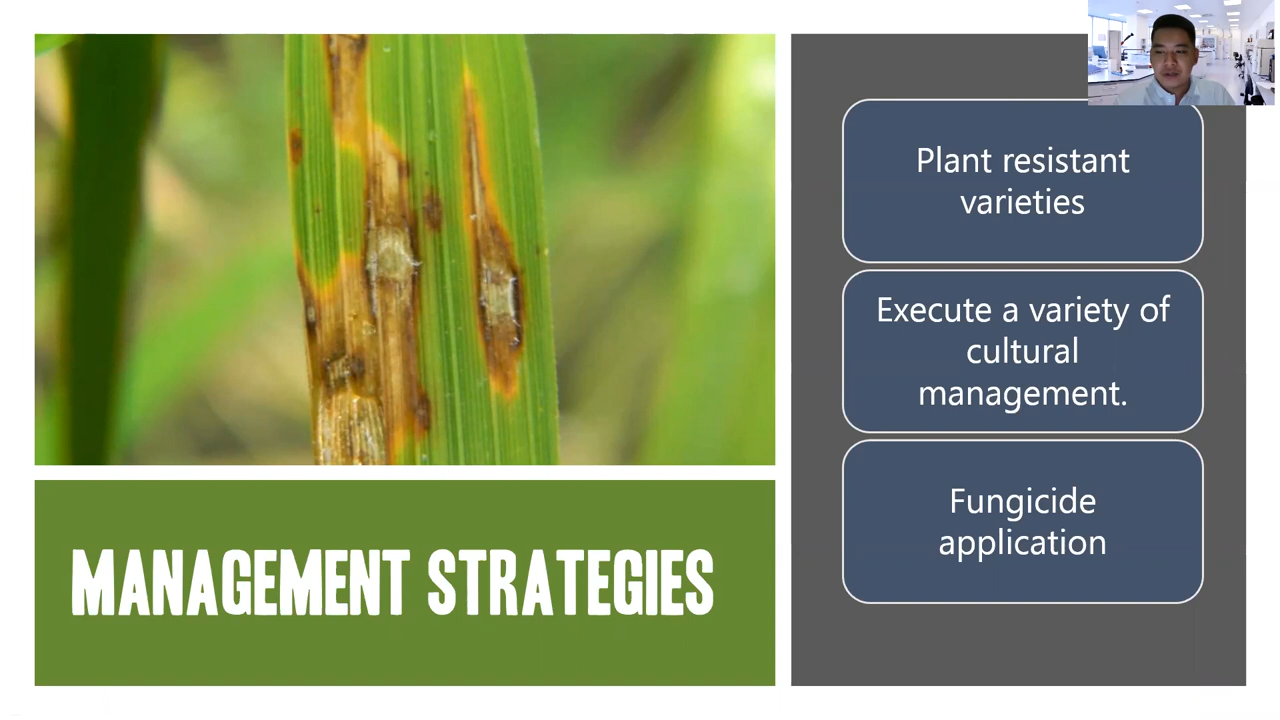 MANAGEMENT STRATEGIES
Plant resistant
varieties
Execute a variety of
cultural
management.
Fungicide
application